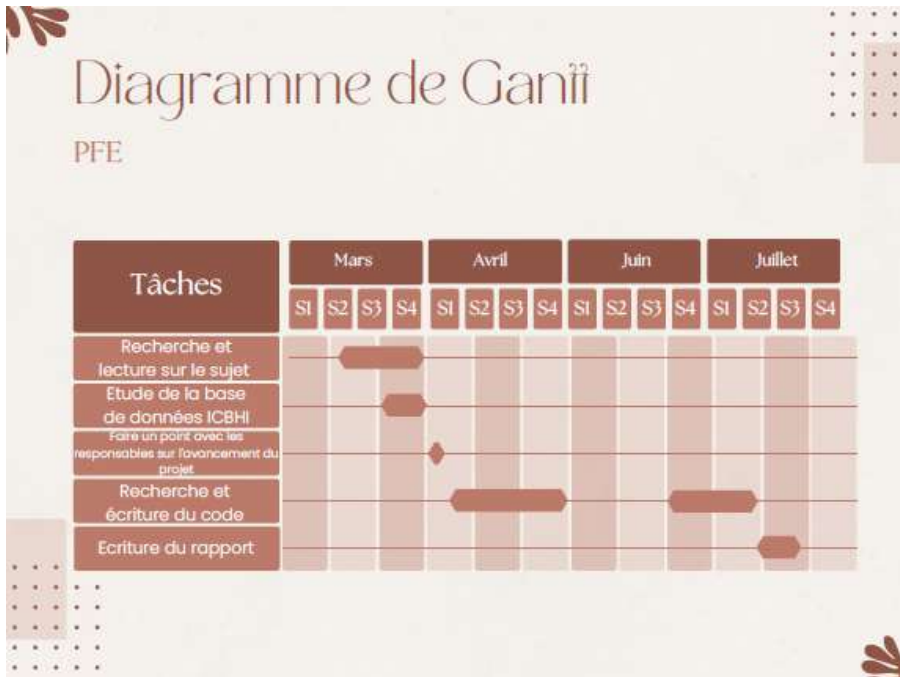 Diagramme de Gantt
PFE
Tâches
Mars
Avril
Juin
Juillet
S1 S2 S3 S4 S1 S2 S3 S4 S1 S2 S3 S4 S1 S2 S3 S4
Recherche et
lecture sur le sujet
Etude de la base
de données ICBHI
Faire un point avec les
responsables sur l'avancement du
projet
Recherche et
écriture du code
Ecriture du rapport